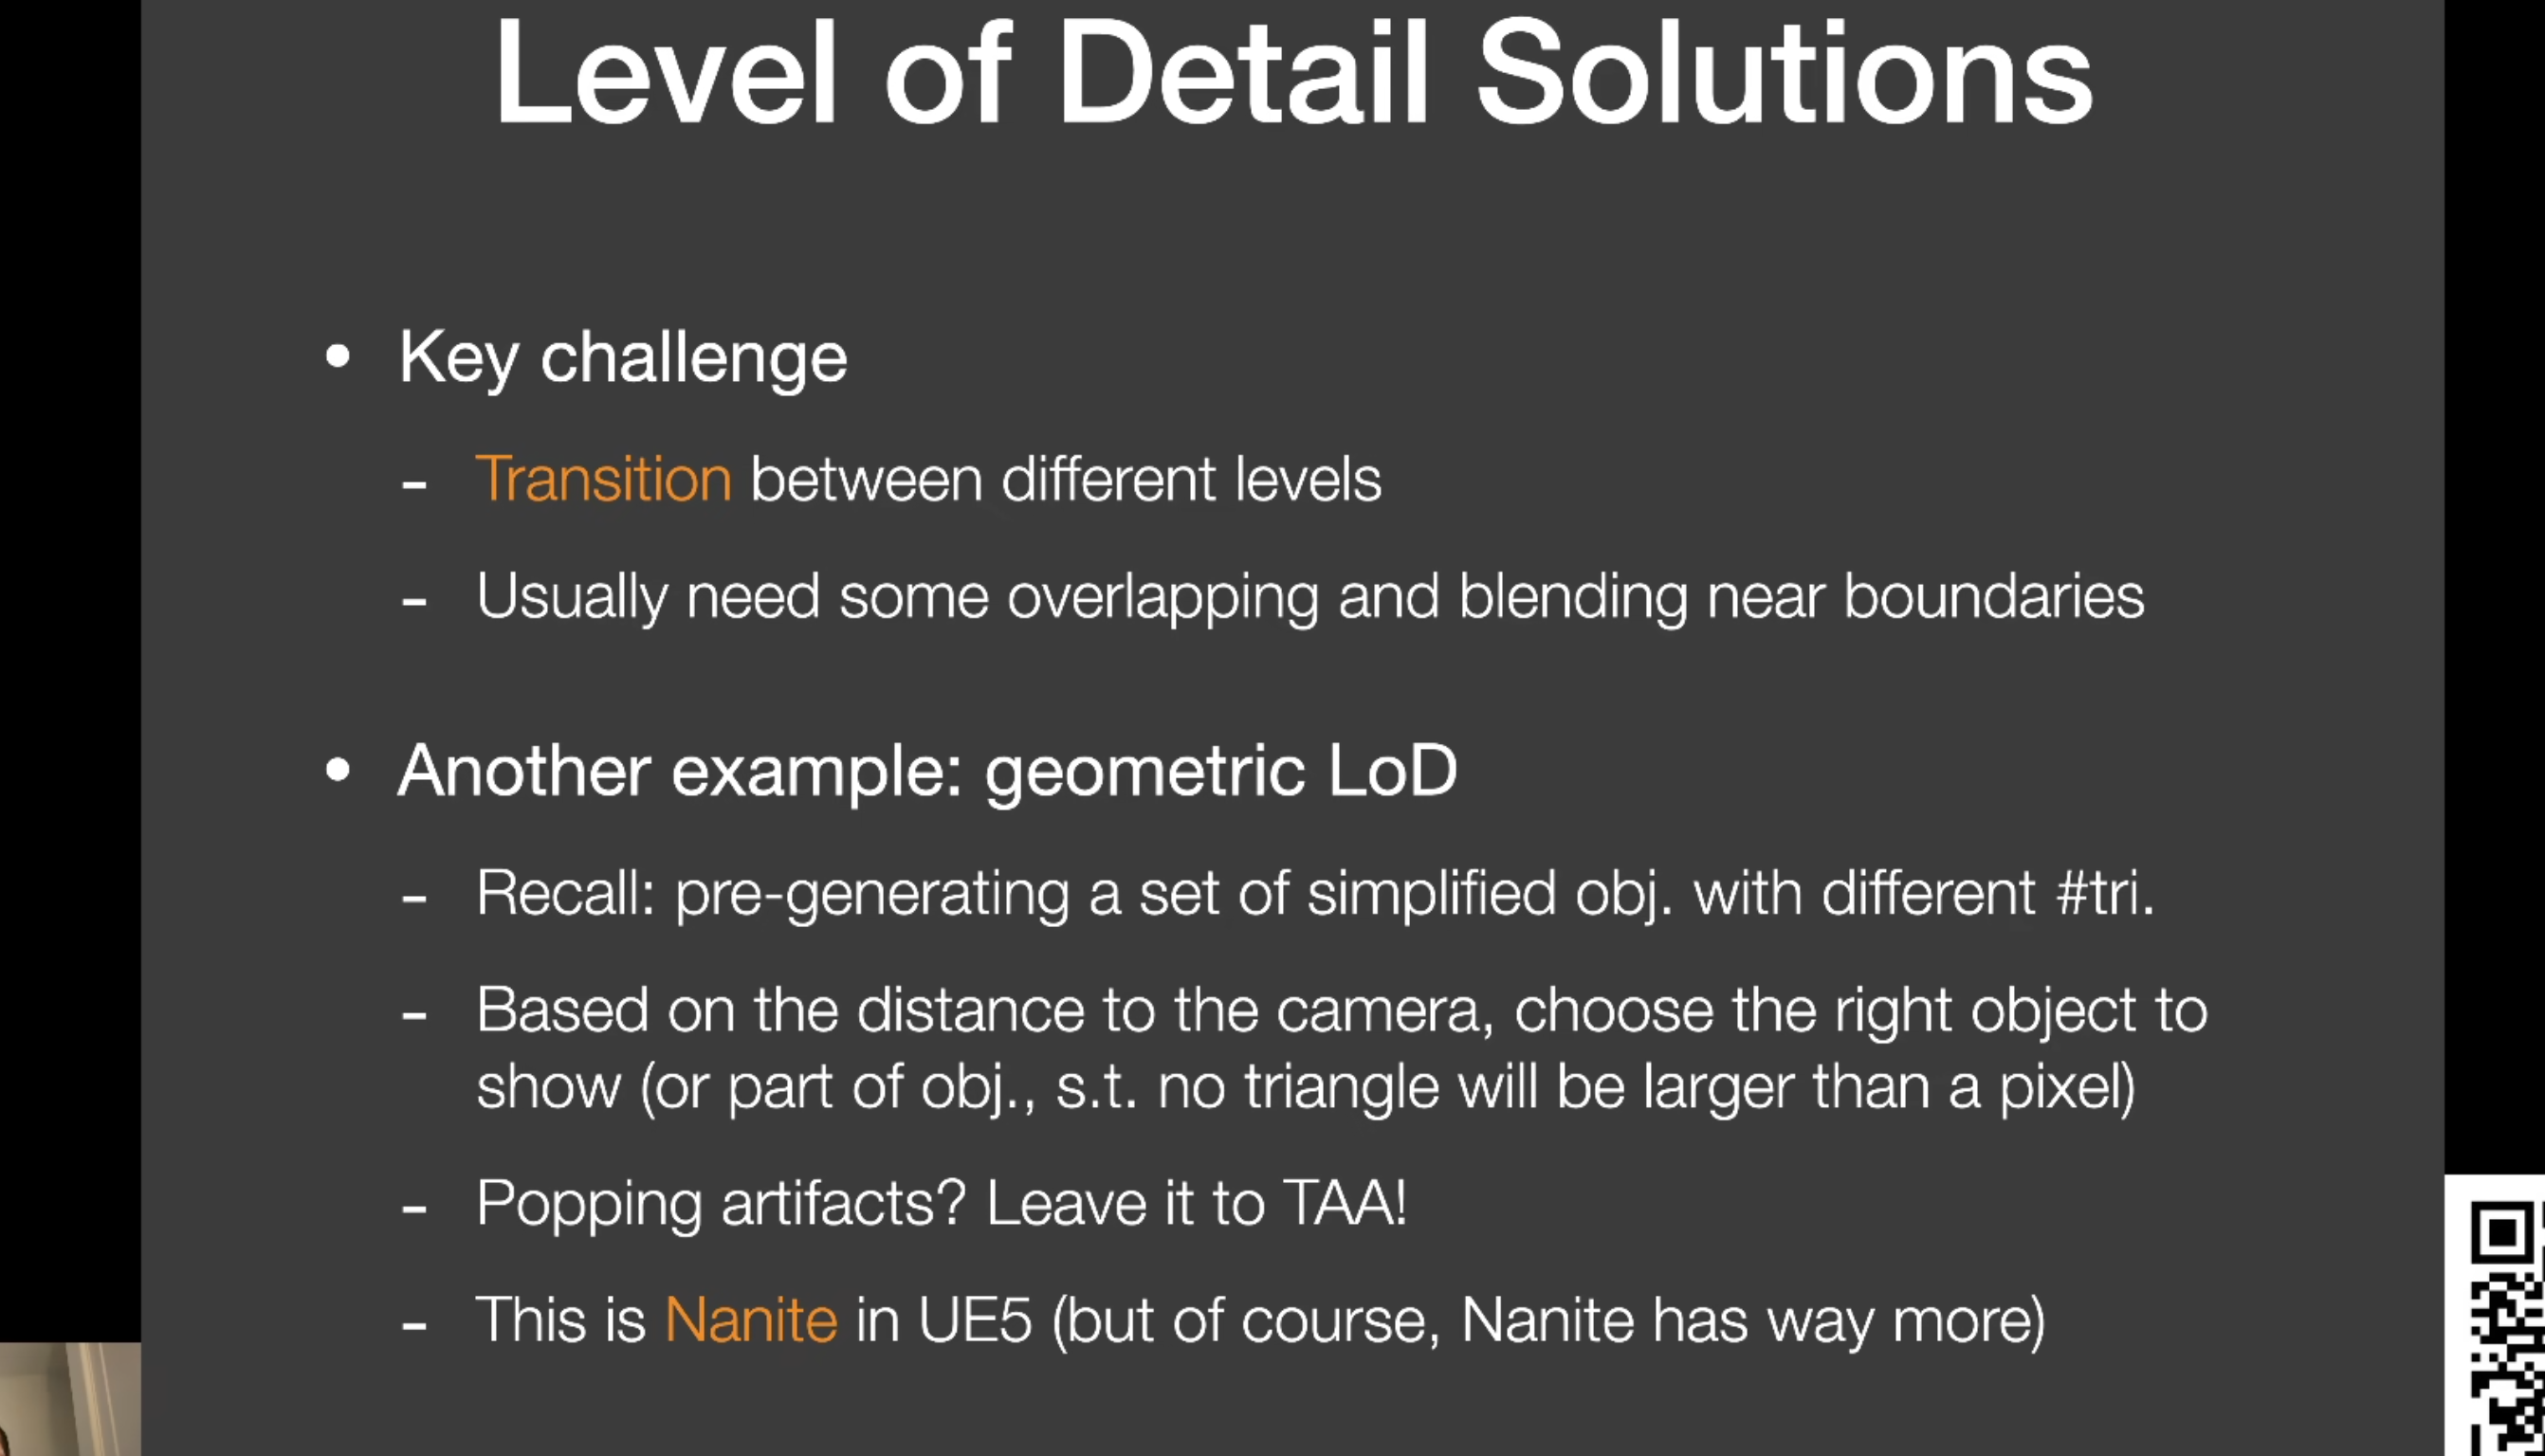 Level of Detail Solutions
• Key challenge
- Transition between different levels
- Usually need some overlapping and blending near boundaries
• Another example: geometric LoD
- Recall: pre-generating a set of simplified obj. with different #tri.
- Based on the distance to the camera, choose the right object to
show (or part of obj., s.t. no triangle will be larger than a pixel)
- Popping artifacts? Leave it to TAA!
- This is Nanite in UE5 (but of course, Nanite has way more)